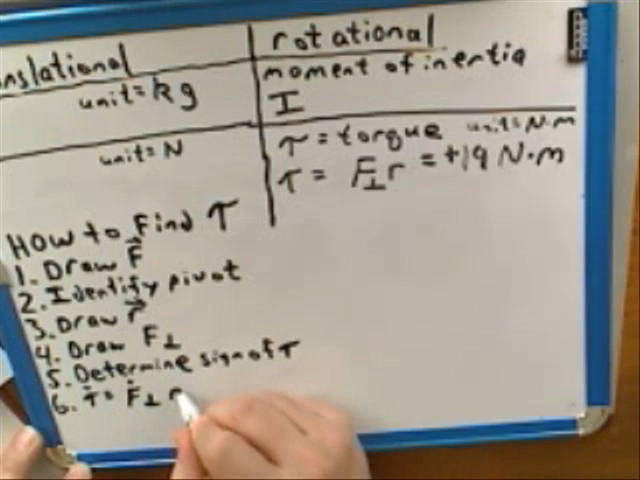 nslational rotational
unit=kg moment of inertia
I
unit=N τ=torque unit=N·m
τ= F⊥r = +19 N·m
How to Find τ
1. Draw F⃗
2. Identify pivot
3. Draw r⃗
4. Draw F⊥
5. Determine sign of τ
6. τ= F⊥ r